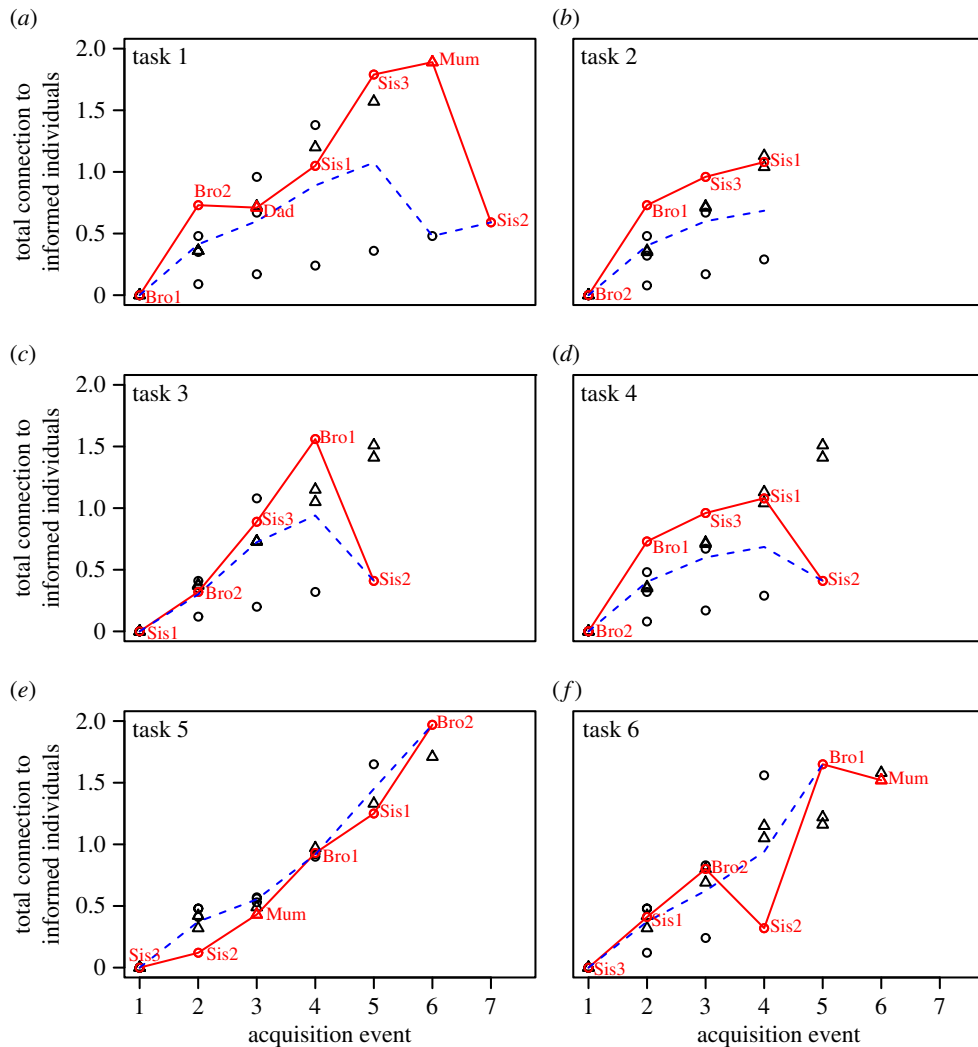 (a)
(b)
task 1
task 2
total connection to
informed individuals
2.0
1.5
1.0
0.5
0
Bro1
Bro2
Dad
Sis1
Sis3
Mum
Sis2
Bro2
Bro1
Sis3
Sis1
(c)
(d)
task 3
task 4
total connection to
informed individuals
2.0
1.5
1.0
0.5
0
Sis1
Bro2
Sis3
Bro1
Sis2
Bro2
Bro1
Sis3
Sis1
Sis2
(e)
(f)
task 5
task 6
total connection to
informed individuals
2.0
1.5
1.0
0.5
0
Sis3
Sis2
Mum
Bro1
Sis1
Bro2
Sis3
Sis1
Bro2
Sis2
Bro1
Mum
1 2 3 4 5 6 7
1 2 3 4 5 6 7
acquisition event
acquisition event